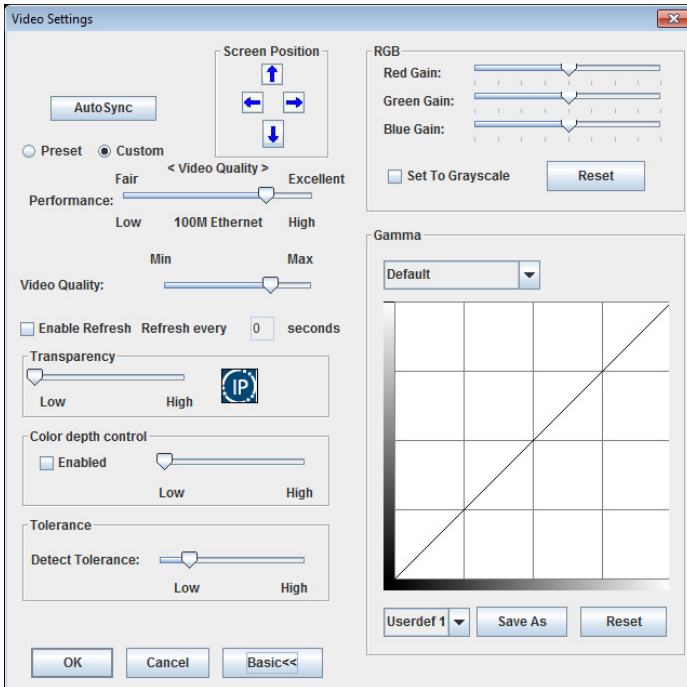 Video Settings
Screen Position
AutoSync
Preset Custom
< Video Quality >
Fair Excellent
Performance:
Low 100M Ethernet High
Min Max
Video Quality:
Enable Refresh Refresh every 0 seconds
Transparency
Low High
IP
Color depth control
Enabled
Low High
Tolerance
Detect Tolerance:
Low High
OK Cancel Basic<<
RGB
Red Gain:
Green Gain:
Blue Gain:
Set To Grayscale Reset
Gamma
Default
Userdef 1 Save As Reset